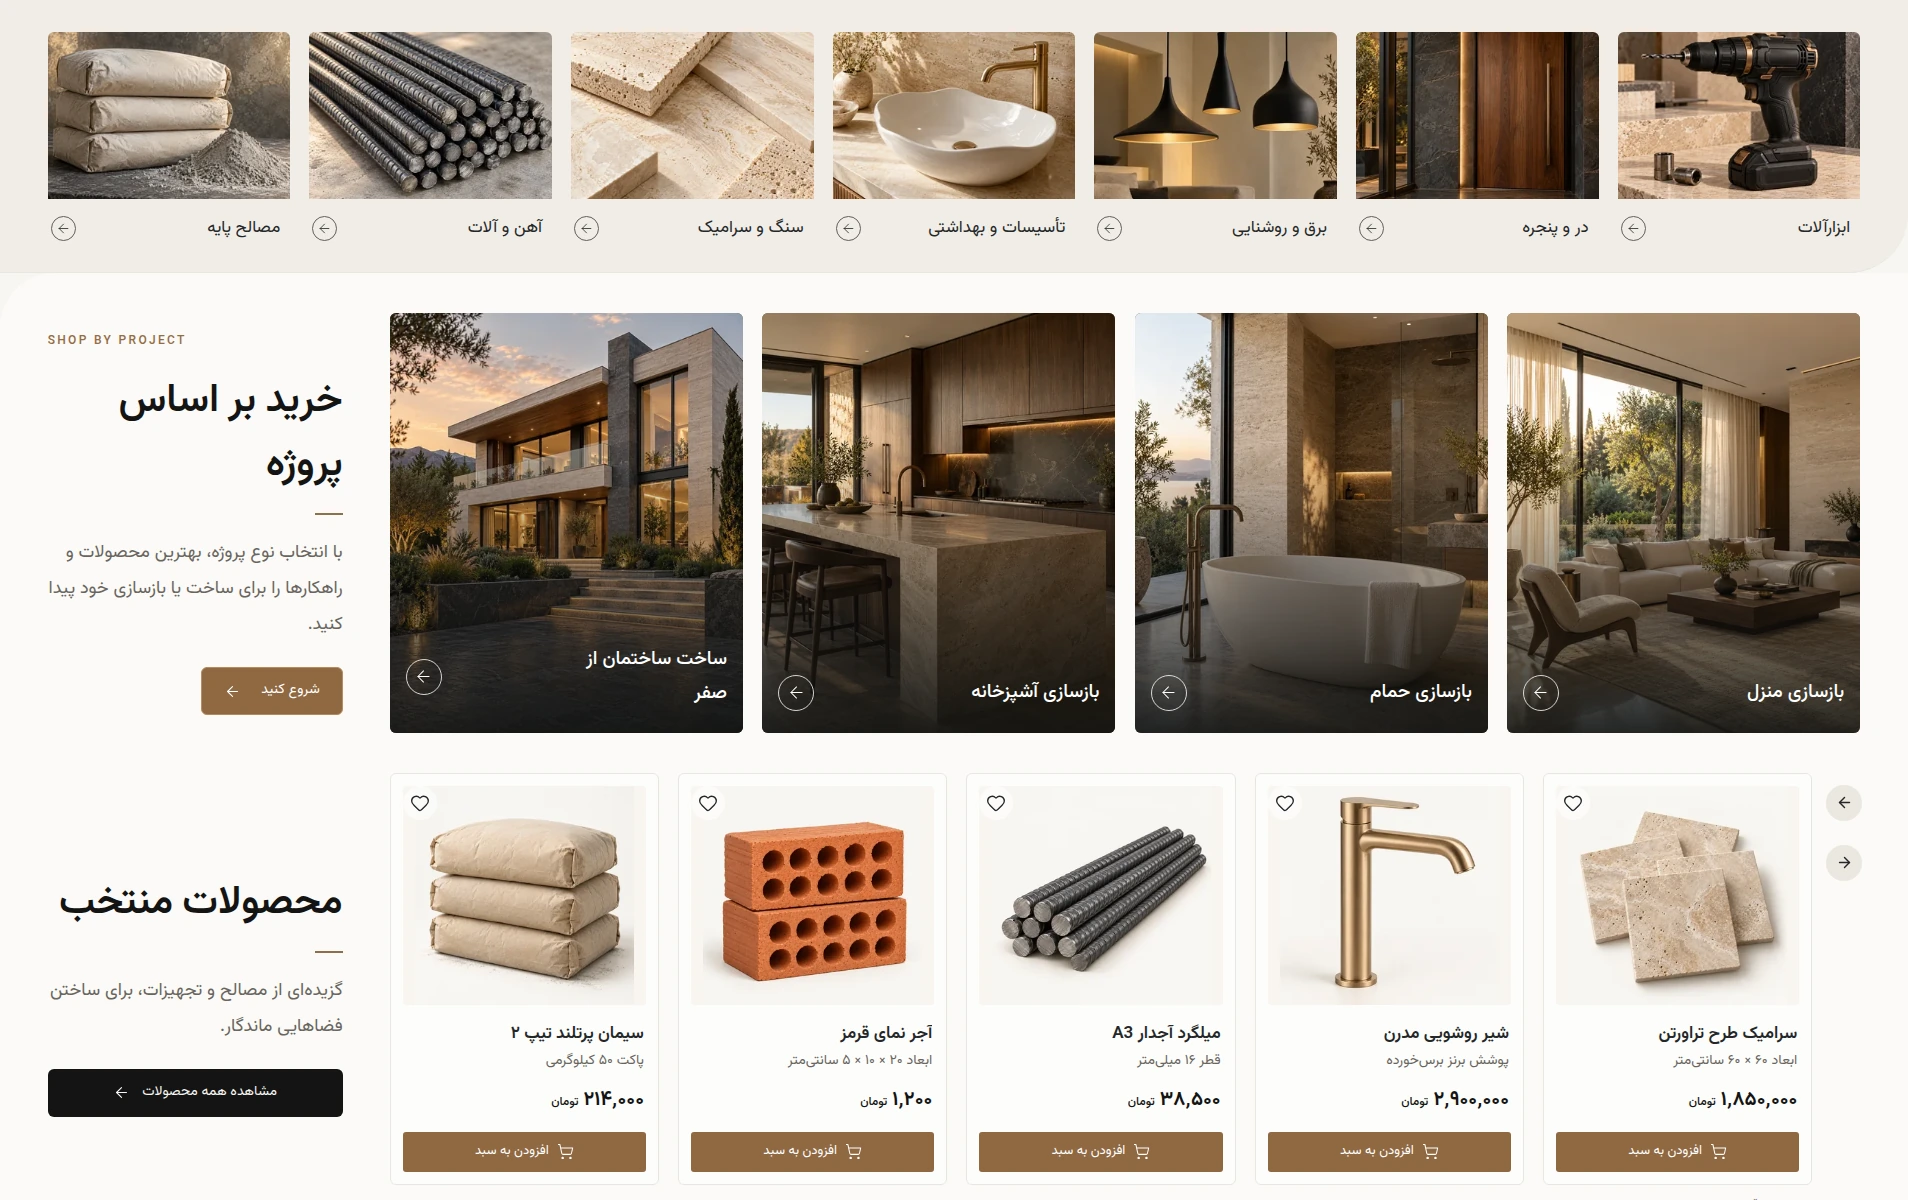 ابزارآلات
در و پنجره
برق و روشنایی
تأسیسات و بهداشتی
سنگ و سرامیک
آهن و آلات
مصالح پایه
SHOP BY PROJECT
خرید بر اساس
پروژه
با انتخاب نوع پروژه، بهترین محصولات و
راهکارها را برای ساخت یا بازسازی خود پیدا
کنید.
شروع کنید
بازسازی منزل
بازسازی حمام
بازسازی آشپزخانه
ساخت ساختمان از
صفر
محصولات منتخب
گزیده‌ای از مصالح و تجهیزات، برای ساختن
فضاهایی ماندگار.
مشاهده همه محصولات
سرامیک طرح تراورتن
ابعاد ۶۰ × ۶۰ سانتی‌متر
۱,۸۵۰,۰۰۰ تومان
افزودن به سبد
شیر روشویی مدرن
پوشش برنز برس‌خورده
۲,۹۰۰,۰۰۰ تومان
افزودن به سبد
میلگرد آجدار A3
قطر ۱۶ میلی‌متر
۳۸,۵۰۰ تومان
افزودن به سبد
آجر نمای قرمز
ابعاد ۲۰ × ۱۰ × ۵ سانتی‌متر
۱,۲۰۰ تومان
افزودن به سبد
سیمان پرتلند تیپ ۲
پاکت ۵۰ کیلوگرمی
۲۱۴,۰۰۰ تومان
افزودن به سبد